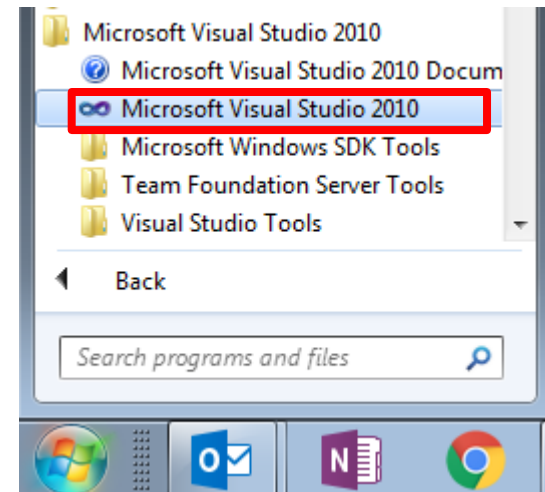 Microsoft Visual Studio 2010
Microsoft Visual Studio 2010 Docum
Microsoft Visual Studio 2010
Microsoft Windows SDK Tools
Team Foundation Server Tools
Visual Studio Tools
Back
Search programs and files
O N